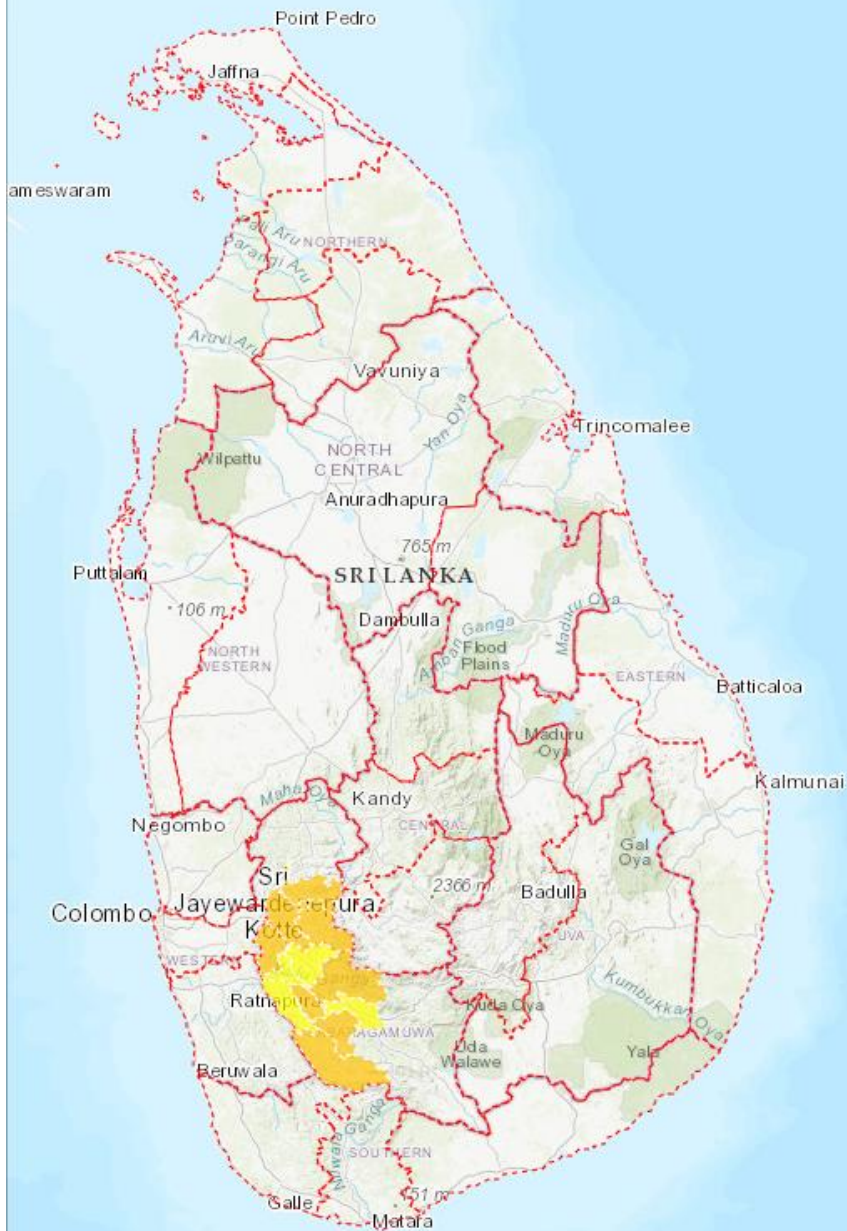 Point Pedro
Jaffna
ameswaram
Pali Aru
NORTHERN
Parangi Aru
Aruvi Aru
Vavuniya
Yan Oya
Trincomalee
Wilpattu
NORTH
CENTRAL
Anuradhapura
765 m
SRI LANKA
Puttalam
106 m
Dambulla
Maduru Oya
Amban Ganga
Flood
Plains
NORTH
WESTERN
EASTERN
Batticaloa
Maduru
Oya
Kalmunai
Maha Oya
Kandy
Negombo
CENTRAL
Gal
Oya
Sri
2366 m
Badulla
Jayewardenepura
Colombo
Kotte
UVA
WESTERN
Ratnapura
Kuda Oya
Kumbukkan Oya
SABARAGAMUWA
Uda
Walawe
Yala
Beruwala
Nilwala Ganga
SOUTHERN
Galle
151 m
Matara